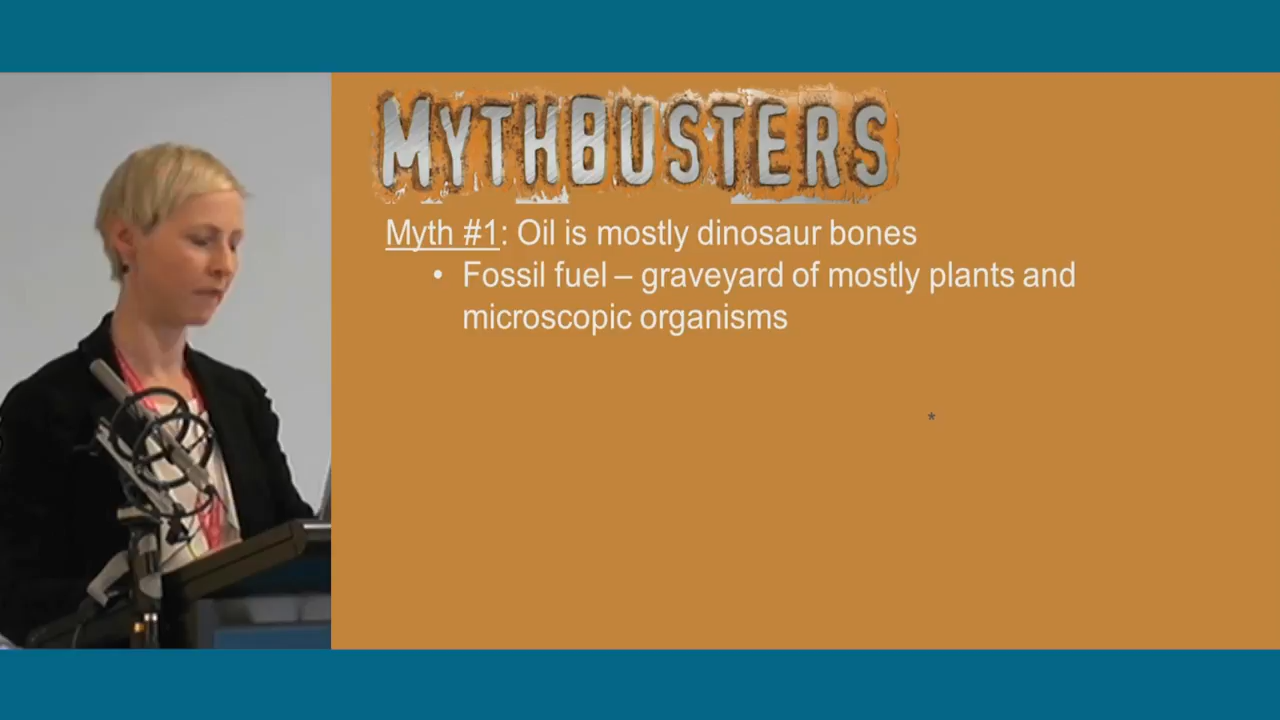 MYTHBUSTERS
Myth #1: Oil is mostly dinosaur bones
• Fossil fuel – graveyard of mostly plants and
microscopic organisms
*